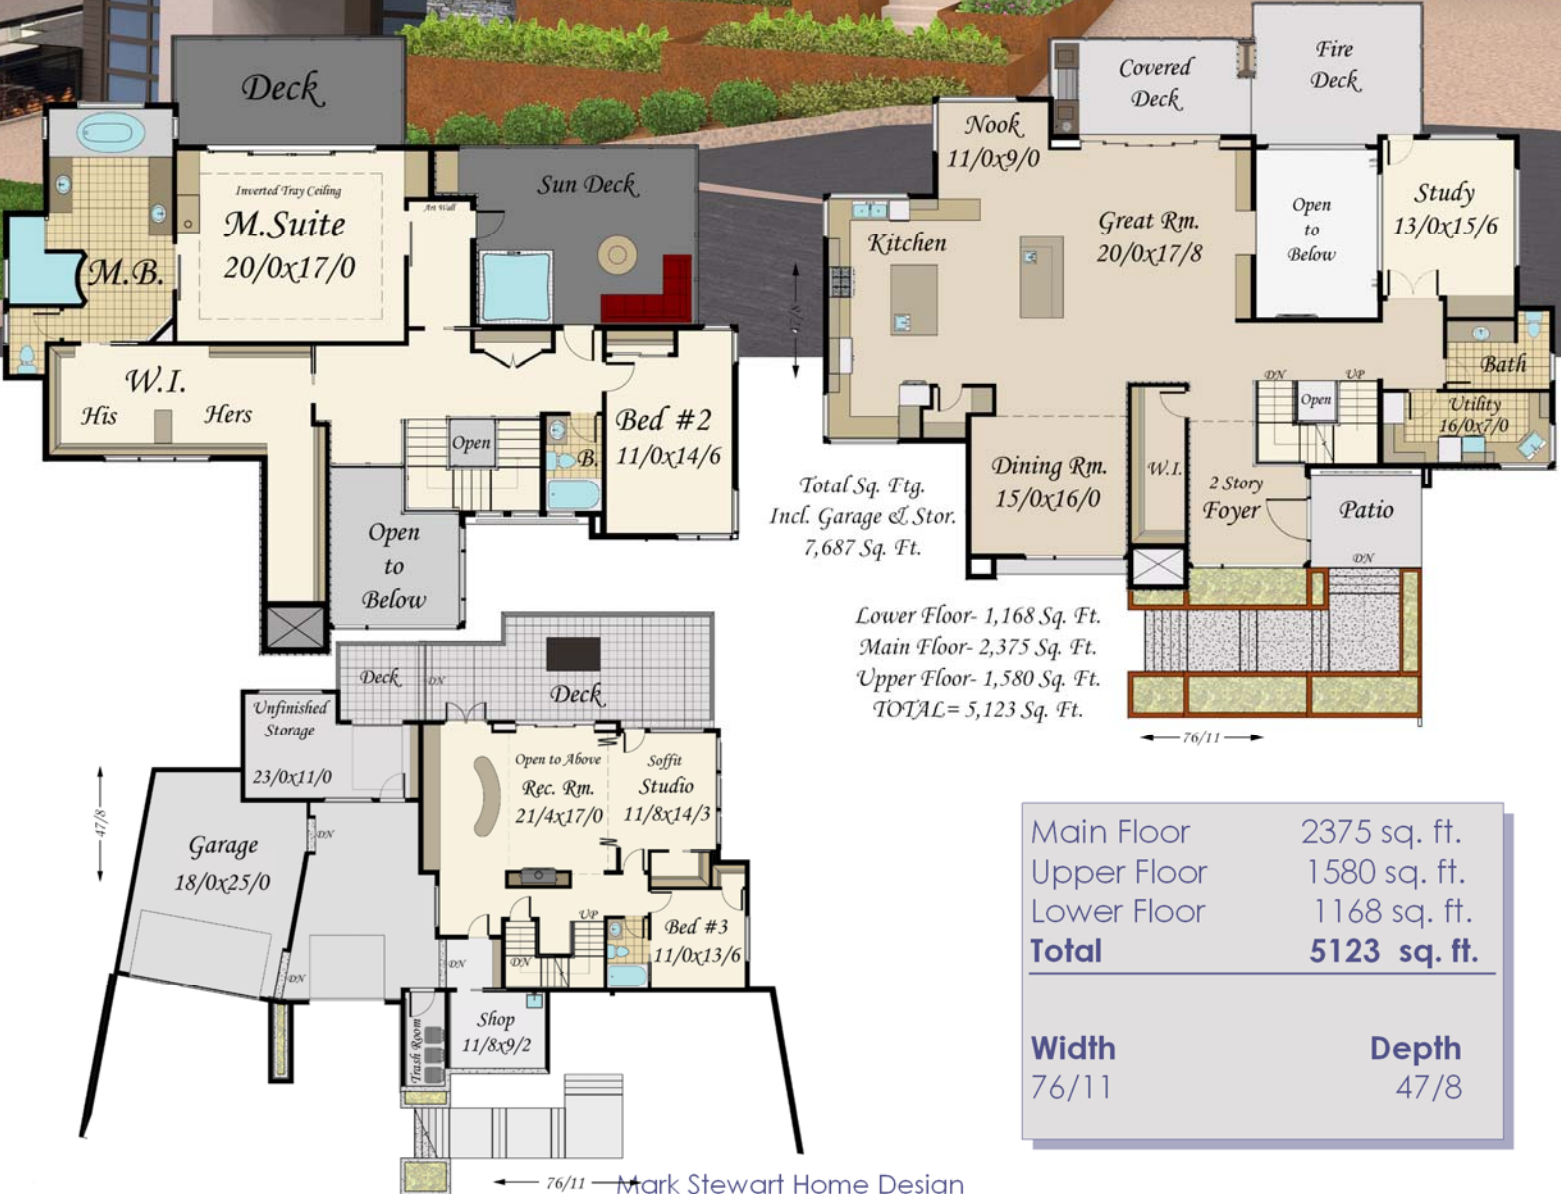 Deck
Inverted Tray Ceiling
M.Suite
20/0x17/0
M.B.
Art Wall
Sun Deck
W.I.
His
Hers
Open
B.
Bed #2
11/0x14/6
Open
to
Below
Covered
Deck
Fire
Deck
Nook
11/0x9/0
Kitchen
Great Rm.
20/0x17/8
Open
to
Below
Study
13/0x15/6
47/8
DN
UP
Open
Bath
Utility
16/0x7/0
Dining Rm.
15/0x16/0
W.I.
2 Story
Foyer
Patio
DN
76/11
Total Sq. Ftg.
Incl. Garage & Stor.
7,687 Sq. Ft.
Lower Floor- 1,168 Sq. Ft.
Main Floor- 2,375 Sq. Ft.
Upper Floor- 1,580 Sq. Ft.
TOTAL= 5,123 Sq. Ft.
Deck
DN
Deck
Unfinished
Storage
23/0x11/0
Open to Above
Rec. Rm.
21/4x17/0
Soffit
Studio
11/8x14/3
47/8
Garage
18/0x25/0
DN
DN
DN
UP
DN
Bed #3
11/0x13/6
Trash Room
Shop
11/8x9/2
76/11
Main Floor 2375 sq. ft.
Upper Floor 1580 sq. ft.
Lower Floor 1168 sq. ft.
Total 5123 sq. ft.
Width Depth
76/11 47/8
Mark Stewart Home Design